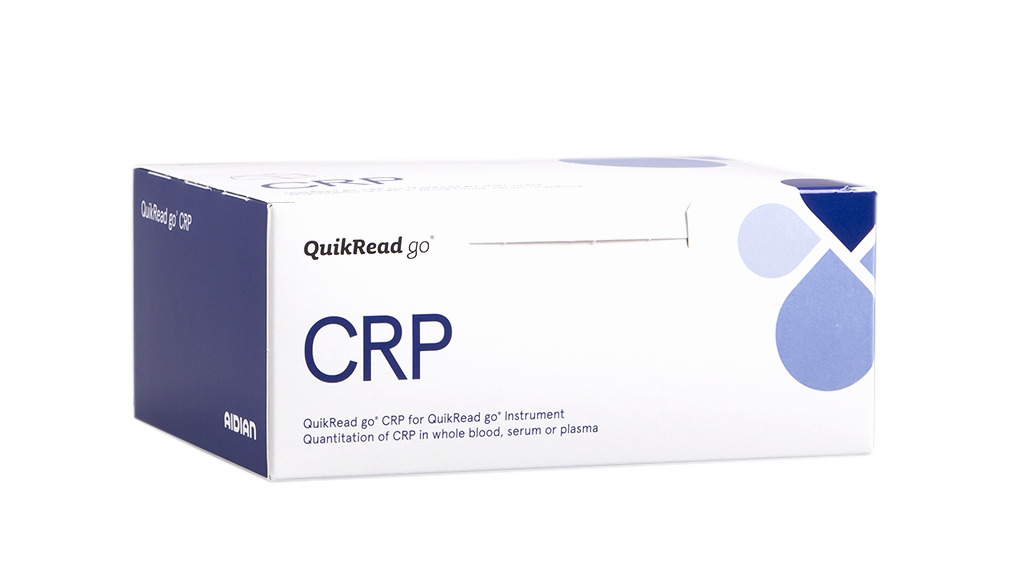 CRP
QuikRead go® CRP
QuikRead go®
CRP
QuikRead go® CRP for QuikRead go® Instrument
Quantitation of CRP in whole blood, serum or plasma
AIDIAN